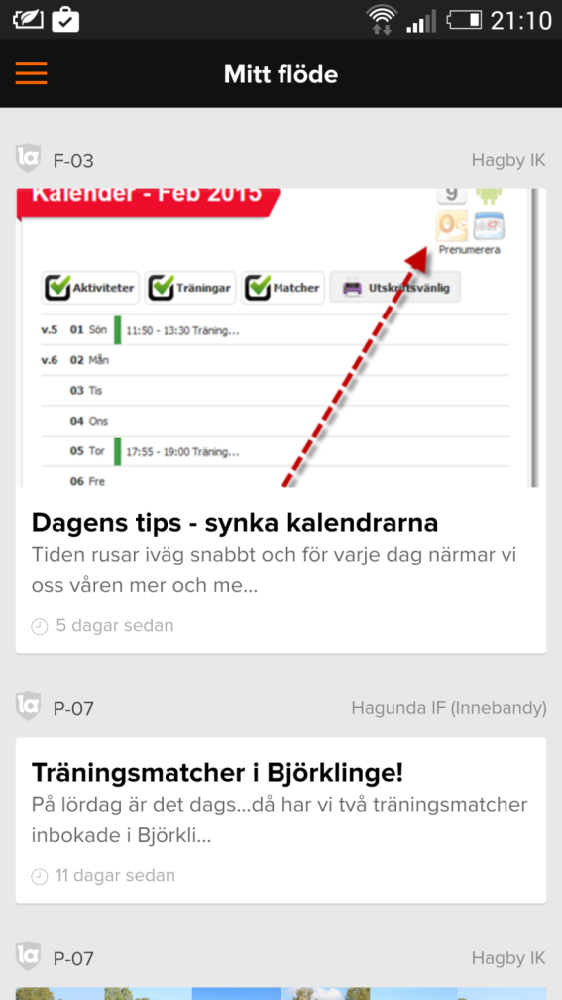 21:10
Mitt flöde
la F-03 Hagby IK
Kalender - Feb 2015
9
Prenumerera
Aktiviteter Träningar Matcher Utskriftsvänlig
v.5 01 Sön 11:50 - 13:30 Träning...
v.6 02 Mån
03 Tis
04 Ons
05 Tor 17:55 - 19:00 Träning...
06 Fre
Dagens tips - synka kalendrarna
Tiden rusar iväg snabbt och för varje dag närmar vi
oss våren mer och me...
5 dagar sedan
la P-07 Hagunda IF (Innebandy)
Träningsmatcher i Björklinge!
På lördag är det dags...då har vi två träningsmatcher
inbokade i Björkli...
11 dagar sedan
la P-07 Hagby IK